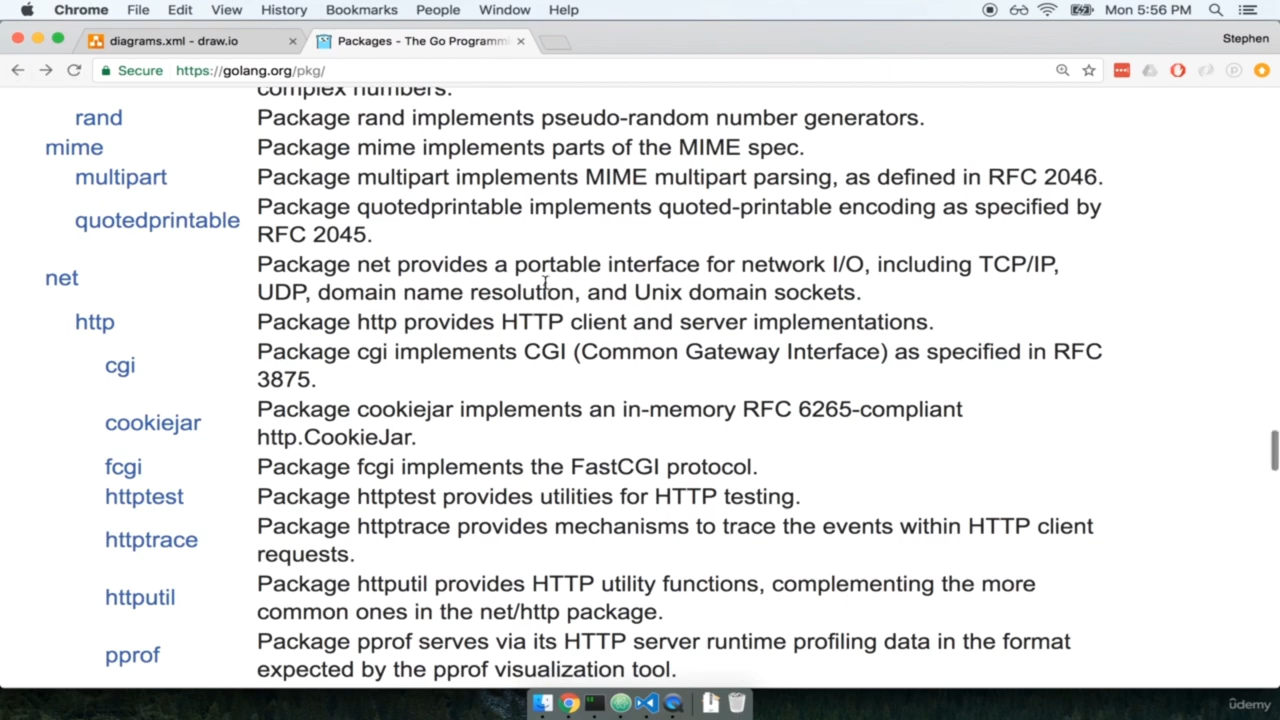 Chrome File Edit View History Bookmarks People Window Help Mon 5:56 PM
diagrams.xml - draw.io Packages - The Go Programmi Stephen
Secure https://golang.org/pkg/
complex numbers.
rand Package rand implements pseudo-random number generators.
mime Package mime implements parts of the MIME spec.
multipart Package multipart implements MIME multipart parsing, as defined in RFC 2046.
quotedprintable Package quotedprintable implements quoted-printable encoding as specified by
RFC 2045.
net Package net provides a portable interface for network I/O, including TCP/IP,
UDP, domain name resolution, and Unix domain sockets.
http Package http provides HTTP client and server implementations.
cgi Package cgi implements CGI (Common Gateway Interface) as specified in RFC
3875.
cookiejar Package cookiejar implements an in-memory RFC 6265-compliant
http.CookieJar.
fcgi Package fcgi implements the FastCGI protocol.
httptest Package httptest provides utilities for HTTP testing.
httptrace Package httptrace provides mechanisms to trace the events within HTTP client
requests.
httputil Package httputil provides HTTP utility functions, complementing the more
common ones in the net/http package.
pprof Package pprof serves via its HTTP server runtime profiling data in the format
expected by the pprof visualization tool.
ûdemy